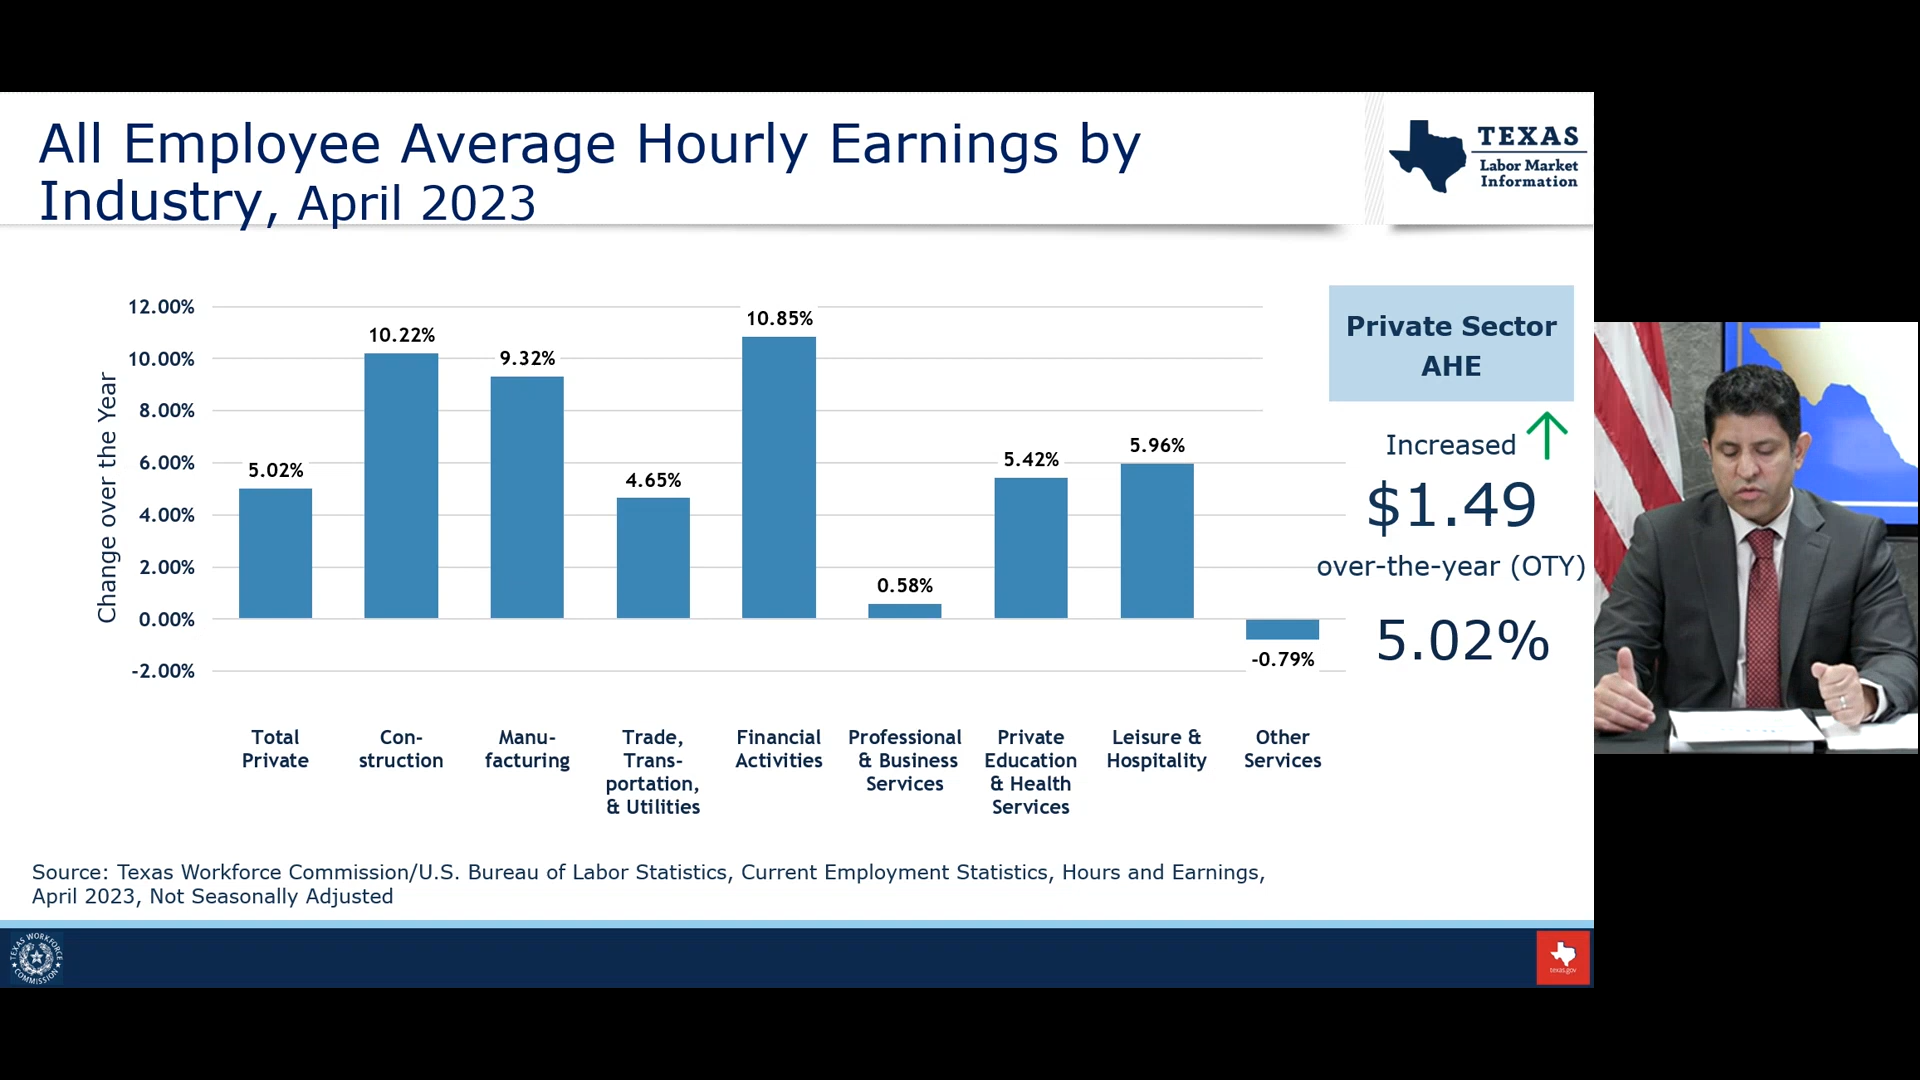 All Employee Average Hourly Earnings by
Industry, April 2023
TEXAS
Labor Market
Information
Change over the Year
12.00%
10.00%
8.00%
6.00%
4.00%
2.00%
0.00%
-2.00%
5.02%
10.22%
9.32%
4.65%
10.85%
0.58%
5.42%
5.96%
-0.79%
Total
Private
Con-
struction
Manu-
facturing
Trade,
Trans-
portation,
& Utilities
Financial
Activities
Professional
& Business
Services
Private
Education
& Health
Services
Leisure &
Hospitality
Other
Services
Private Sector
AHE
Increased
$1.49
over-the-year (OTY)
5.02%
Source: Texas Workforce Commission/U.S. Bureau of Labor Statistics, Current Employment Statistics, Hours and Earnings,
April 2023, Not Seasonally Adjusted
TEXAS WORKFORCE
COMMISSION
texas.gov